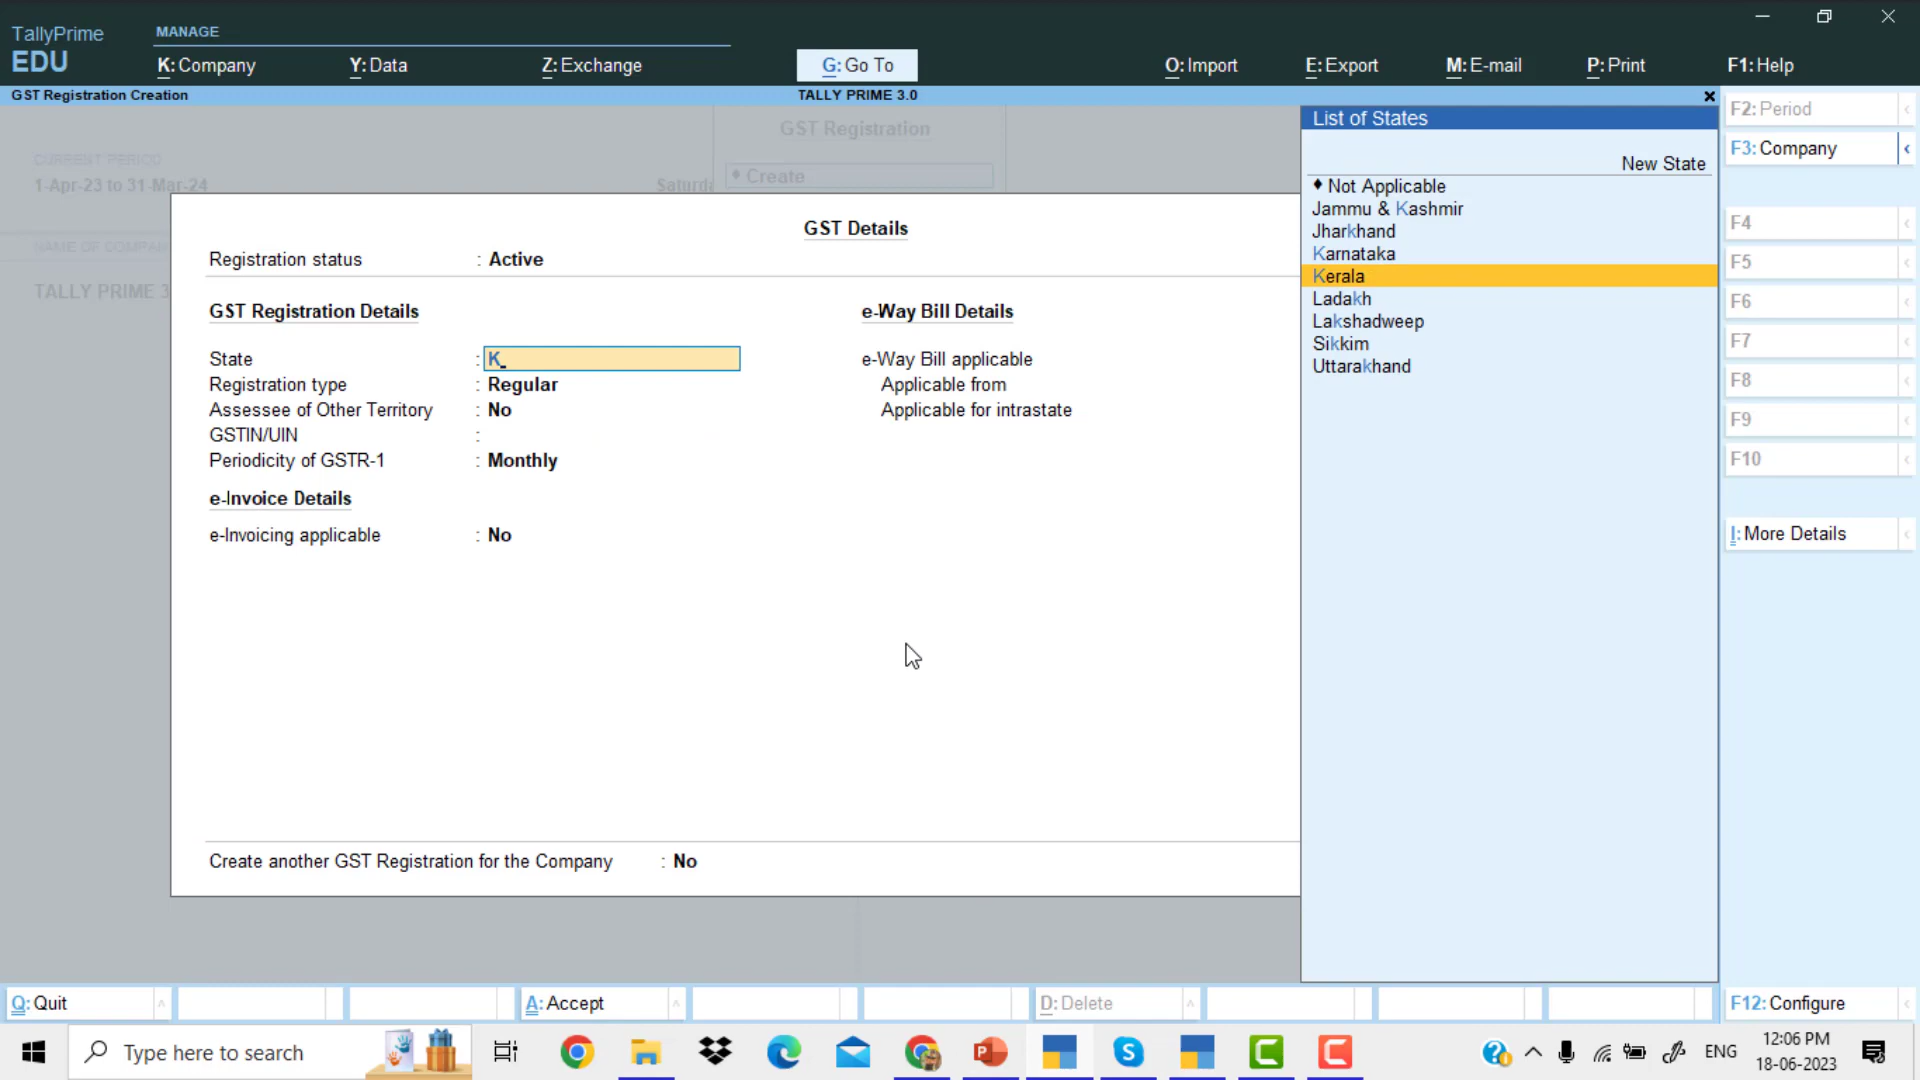 TallyPrime
EDU
MANAGE
K: Company
Y: Data
Z: Exchange
G: Go To
O: Import
E: Export
M: E-mail
P: Print
F1: Help
GST Registration Creation
TALLY PRIME 3.0
GST Registration
CURRENT PERIOD
1-Apr-23 to 31-Mar-24
Saturda
♦ Create
NAME OF COMPAN
TALLY PRIME 3
GST Details
Registration status : Active
GST Registration Details
State : K
Registration type : Regular
Assessee of Other Territory : No
GSTIN/UIN :
Periodicity of GSTR-1 : Monthly
e-Invoice Details
e-Invoicing applicable : No
e-Way Bill Details
e-Way Bill applicable
Applicable from
Applicable for intrastate
Create another GST Registration for the Company : No
List of States
New State
♦ Not Applicable
Jammu & Kashmir
Jharkhand
Karnataka
Kerala
Ladakh
Lakshadweep
Sikkim
Uttarakhand
F2: Period
F3: Company
F4
F5
F6
F7
F8
F9
F10
I: More Details
F12: Configure
Q: Quit
A: Accept
D: Delete
Type here to search
ENG
12:06 PM
18-06-2023